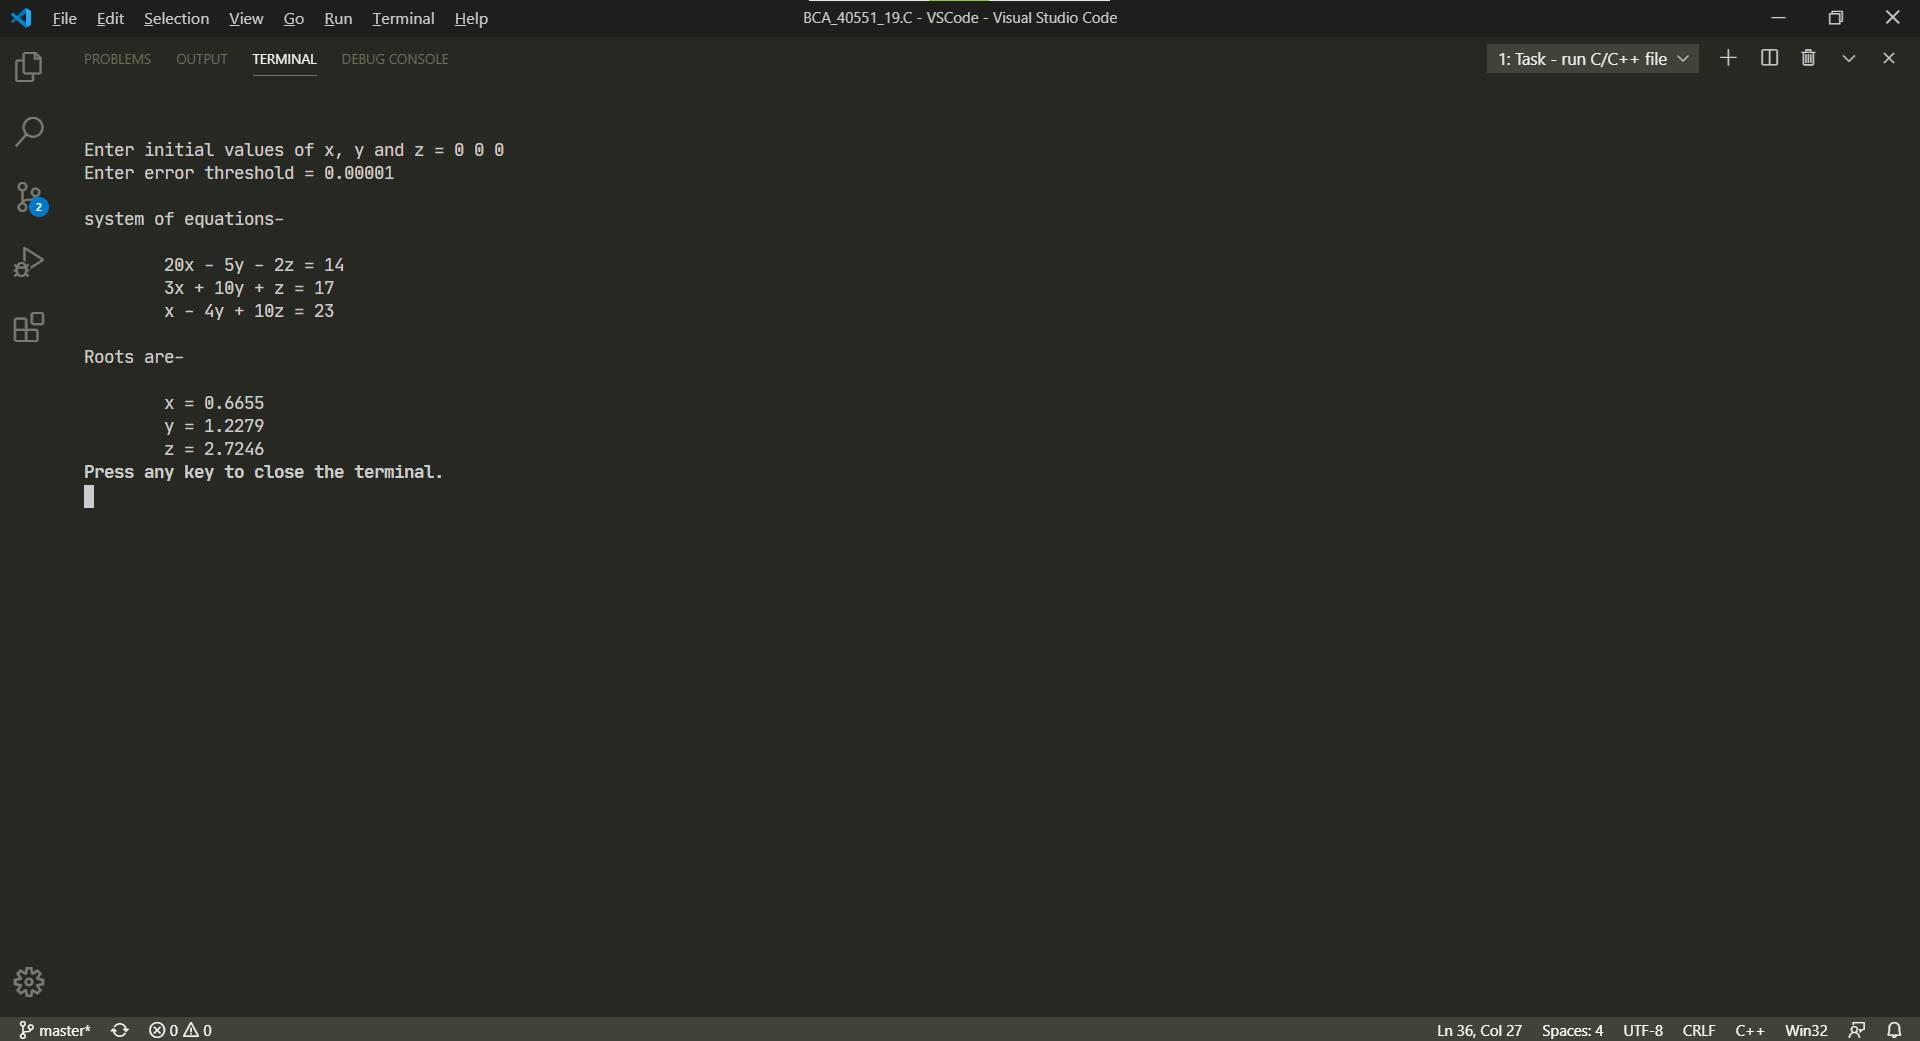 File Edit Selection View Go Run Terminal Help
BCA_40551_19.C - VSCode - Visual Studio Code
PROBLEMS OUTPUT TERMINAL DEBUG CONSOLE
1: Task - run C/C++ file
Enter initial values of x, y and z = 0 0 0
Enter error threshold = 0.00001
2
system of equations-
20x - 5y - 2z = 14
3x + 10y + z = 17
x - 4y + 10z = 23
Roots are-
x = 0.6655
y = 1.2279
z = 2.7246
Press any key to close the terminal.
master* 0 0 Ln 36, Col 27 Spaces: 4 UTF-8 CRLF C++ Win32